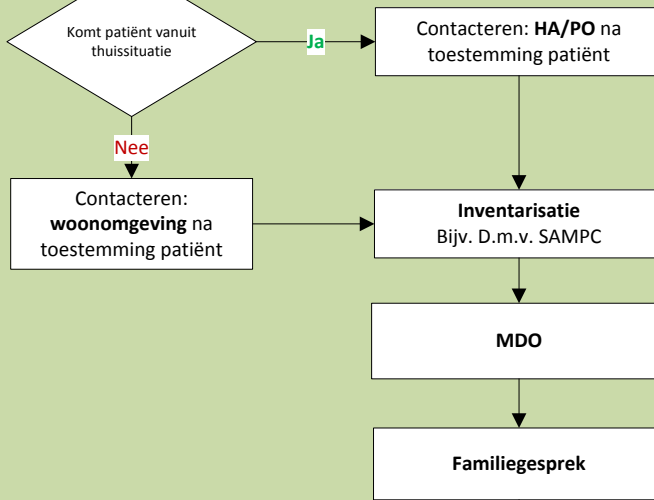 Komt patiënt vanuit
thuissituatie
Ja
Contacteren: HA/PO na
toestemming patiënt
Nee
Contacteren:
woonomgeving na
toestemming patiënt
Inventarisatie
Bijv. D.m.v. SAMPC
MDO
Familiegesprek